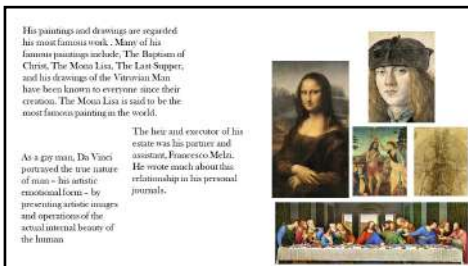 His paintings and drawings are regarded
his most famous work . Many of his
famous paintings include, The Baptism of
Christ, The Mona Lisa, The Last Supper,
and his drawings of the Vitruvian Man
have been known to everyone since their
creation. The Mona Lisa is said to be the
most famous painting in the world.
The heir and executor of his
estate was his partner and
assistant, Francesco Melzi.
He wrote much about this
relationship in his personal
journals.
As a gay man, Da Vinci
portrayed the true nature
of man – his artistic
emotional form – by
presenting artistic images
and operations of the
actual internal beauty of
the human